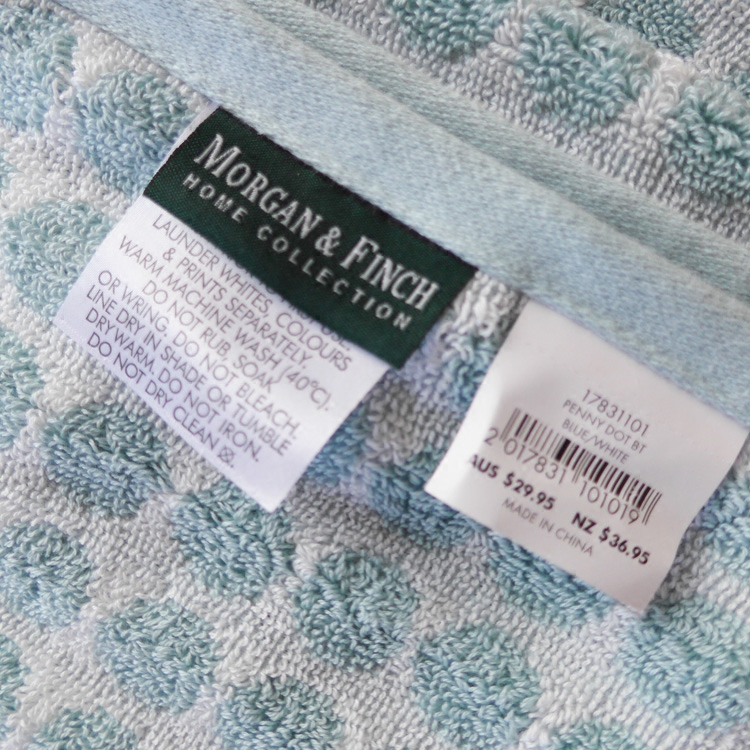 MORGAN & FINCH
HOME COLLECTION
USE
LAUNDER WHITES, COLOURS
& PRINTS SEPARATELY
WARM MACHINE WASH (40°C).
DO NOT RUB, SOAK
OR WRING. DO NOT BLEACH.
LINE DRY IN SHADE OR TUMBLE
DRYWARM. DO NOT IRON.
DO NOT DRY CLEAN
17831101
PENNY DOT BT
BLUE/WHITE
2 017831 101019
AUS $29.95 NZ $36.95
MADE IN CHINA